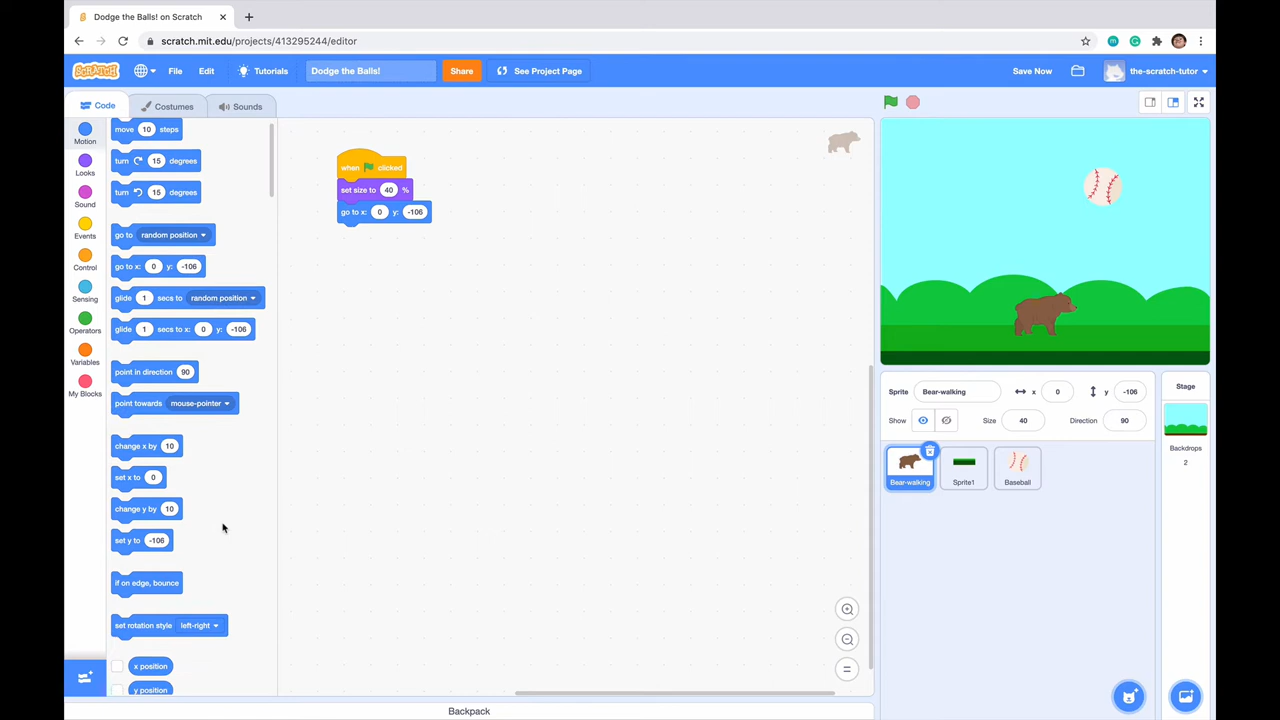 Dodge the Balls! on Scratch
scratch.mit.edu/projects/413295244/editor
SCRATCH File Edit Tutorials Dodge the Balls! Share See Project Page Save Now the-scratch-tutor
Code Costumes Sounds
Motion
Looks
Sound
Events
Control
Sensing
Operators
Variables
My Blocks
move 10 steps
turn 15 degrees
turn 15 degrees
go to random position
go to x: 0 y: -106
glide 1 secs to random position
glide 1 secs to x: 0 y: -106
point in direction 90
point towards mouse-pointer
change x by 10
set x to 0
change y by 10
set y to -106
if on edge, bounce
set rotation style left-right
x position
y position
when clicked
set size to 40 %
go to x: 0 y: -106
Sprite Bear-walking x 0 y -106
Show Size 40 Direction 90
Bear-walking
Sprite1
Baseball
Stage
Backdrops
2
Backpack